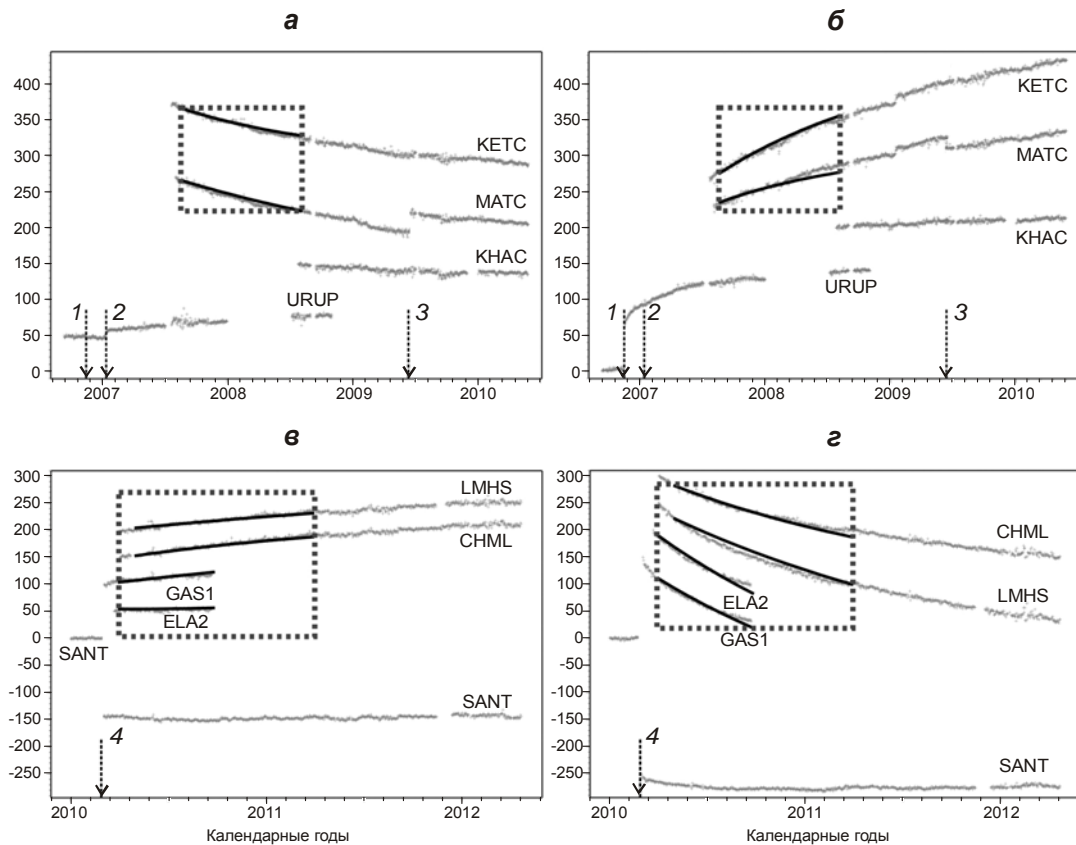 а
б
400
350
300
250
200
150
100
50
0
KETC
MATC
KHAC
URUP
1
2
3
2007
2008
2009
2010
400
350
300
250
200
150
100
50
0
KETC
MATC
KHAC
URUP
1
2
3
2007
2008
2009
2010
в
г
300
250
200
150
100
50
0
-50
-100
-150
-200
-250
LMHS
CHML
GAS1
ELA2
SANT
SANT
4
2010
2011
2012
Календарные годы
300
250
200
150
100
50
0
-50
-100
-150
-200
-250
CHML
LMHS
ELA2
GAS1
SANT
4
2010
2011
2012
Календарные годы